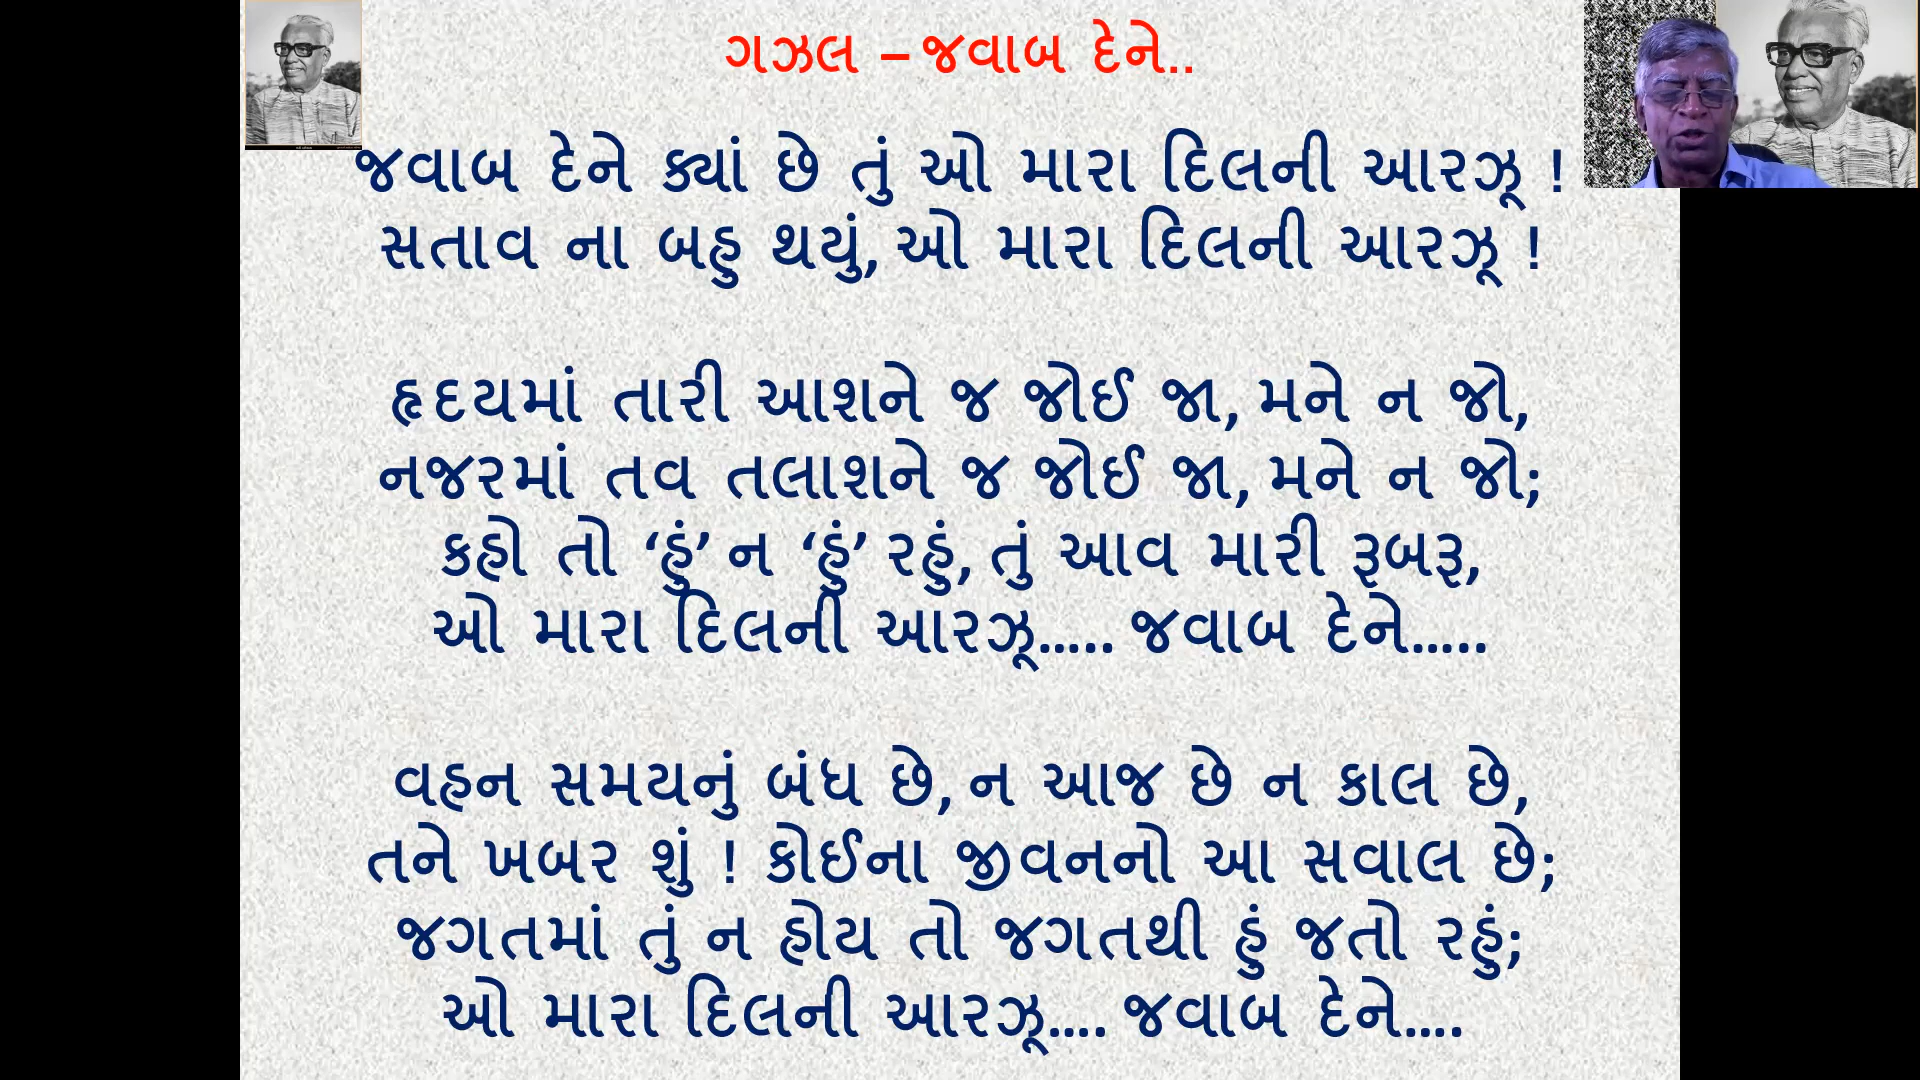 ગઝલ – જવાબ દેને..
જવાબ દેને ક્યાં છે તું ઓ મારા દિલની આરઝૂ !
સતાવ ના બહુ થયું, ઓ મારા દિલની આરઝૂ !
હૃદયમાં તારી આશને જ જોઈ જા, મને ન જો,
નજરમાં તવ તલાશને જ જોઈ જા, મને ન જો;
કહો તો ‘હું’ ન ‘હું’ રહું, તું આવ મારી રૂબરૂ,
ઓ મારા દિલની આરઝૂ..... જવાબ દેને.....
વહન સમયનું બંધ છે, ન આજ છે ન કાલ છે,
તને ખબર શું ! કોઈના જીવનનો આ સવાલ છે;
જગતમાં તું ન હોય તો જગતથી હું જતો રહું;
ઓ મારા દિલની આરઝૂ.... જવાબ દેને....